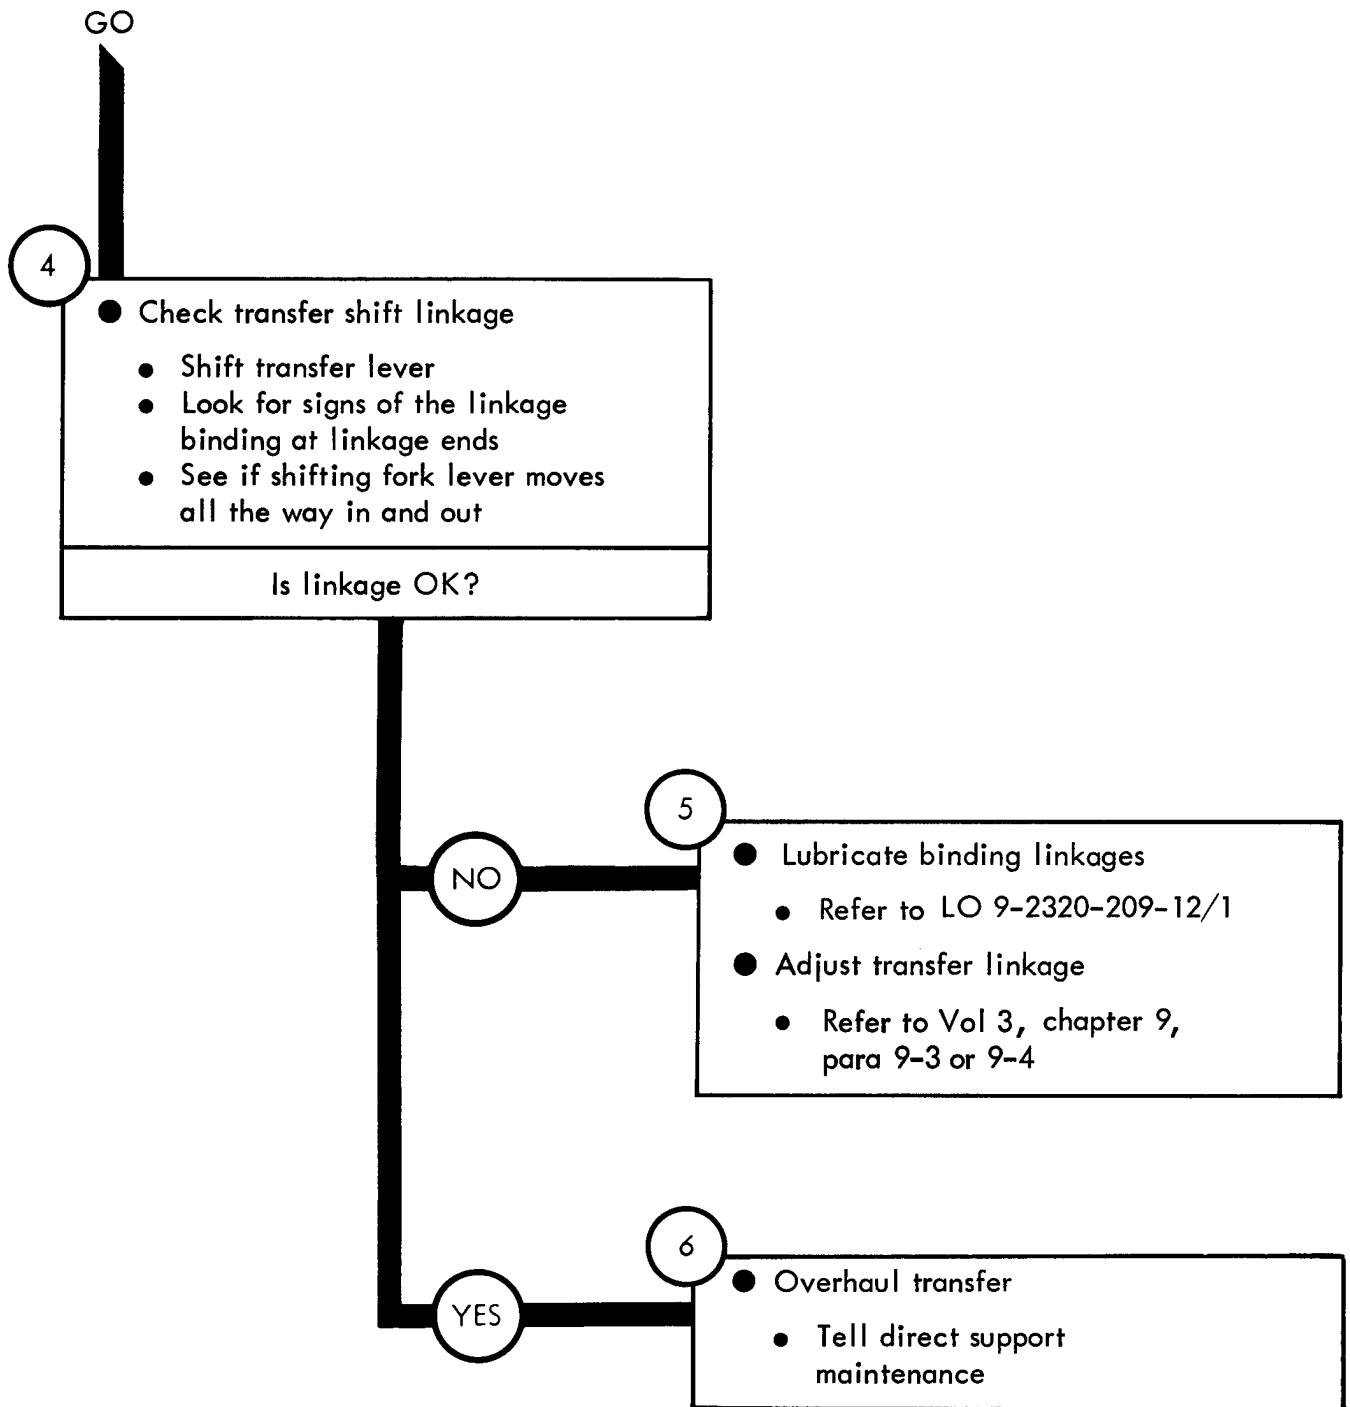 GO
4
● Check transfer shift linkage
● Shift transfer lever
● Look for signs of the linkage
binding at linkage ends
● See if shifting fork lever moves
all the way in and out
Is linkage OK?
5
NO
● Lubricate binding linkages
● Refer to LO 9-2320-209-12/1
● Adjust transfer linkage
● Refer to Vol 3, chapter 9,
para 9-3 or 9-4
6
YES
● Overhaul transfer
● Tell direct support
maintenance